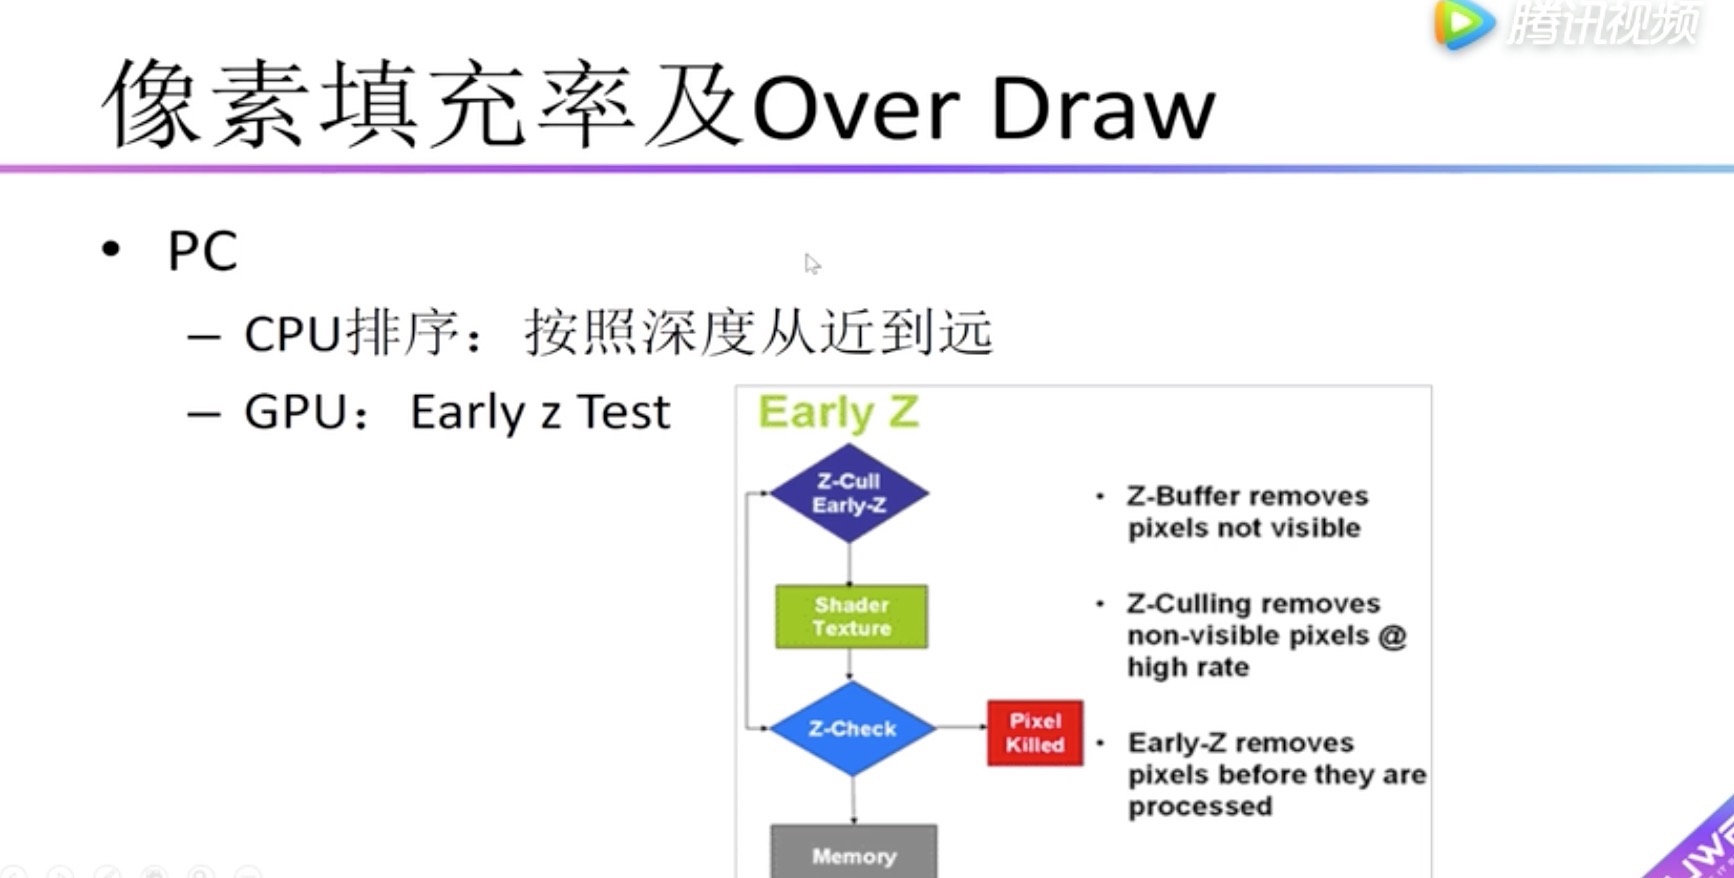 腾讯视频
像素填充率及Over Draw
• PC
– CPU排序： 按照深度从近到远
– GPU： Early z Test
Early Z
Z-Cull
Early-Z
Shader
Texture
Z-Check
Pixel
Killed
Memory
• Z-Buffer removes
pixels not visible
• Z-Culling removes
non-visible pixels @
high rate
• Early-Z removes
pixels before they are
processed